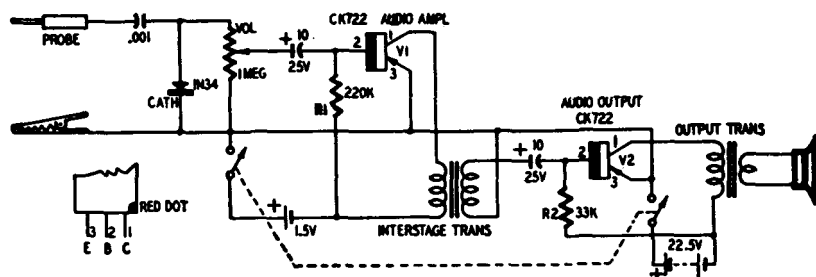 PROBE
.001
VOL
1 MEG
1N34
CATH
+ 10
25V
CK722 AUDIO AMPL
2
1
V1
3
220K
R1
+
1.5V
INTERSTAGE TRANS
+ 10
25V
AUDIO OUTPUT
CK722
2
1
V2
3
R2
33K
OUTPUT TRANS
+
22.5V
RED DOT
3 2 1
E B C